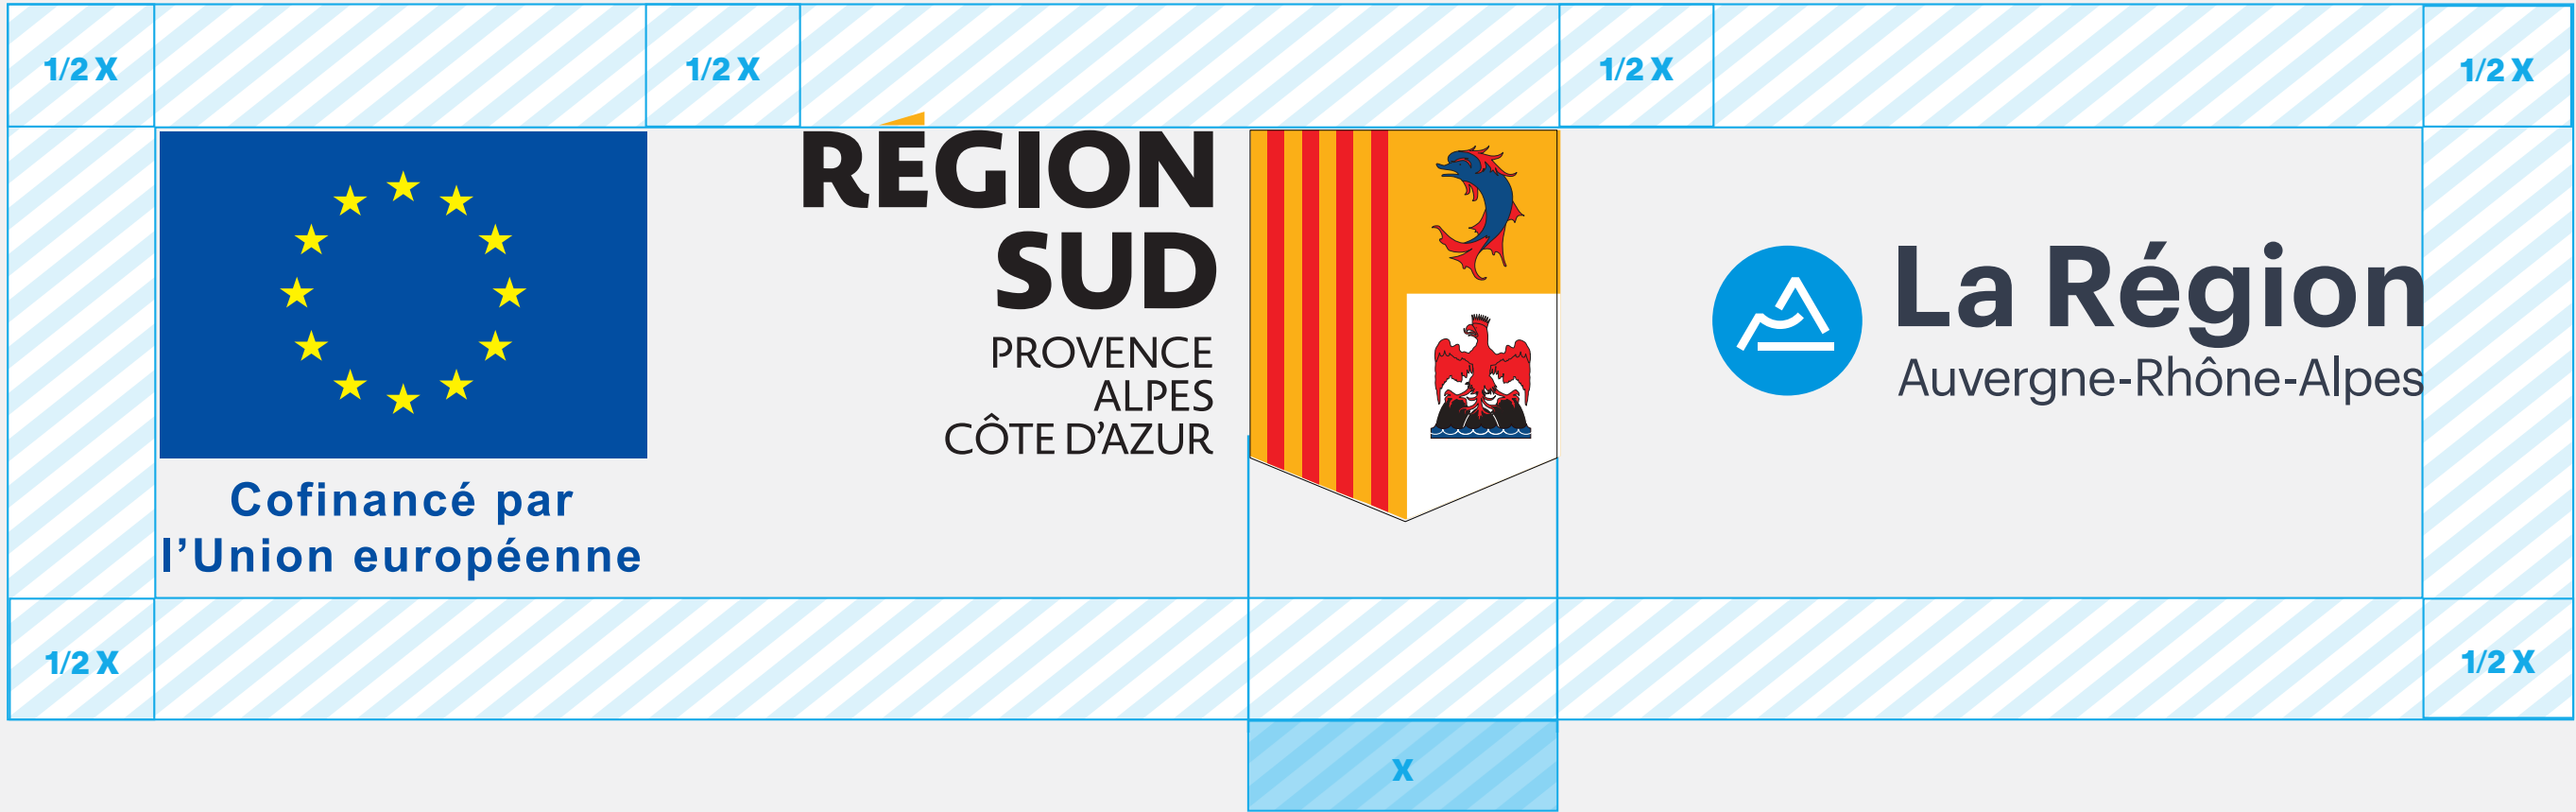 1/2 X
1/2 X
1/2 X
1/2 X
Cofinancé par
l’Union européenne
RÉGION
SUD
PROVENCE
ALPES
CÔTE D’AZUR
La Région
Auvergne-Rhône-Alpes
1/2 X
1/2 X
X